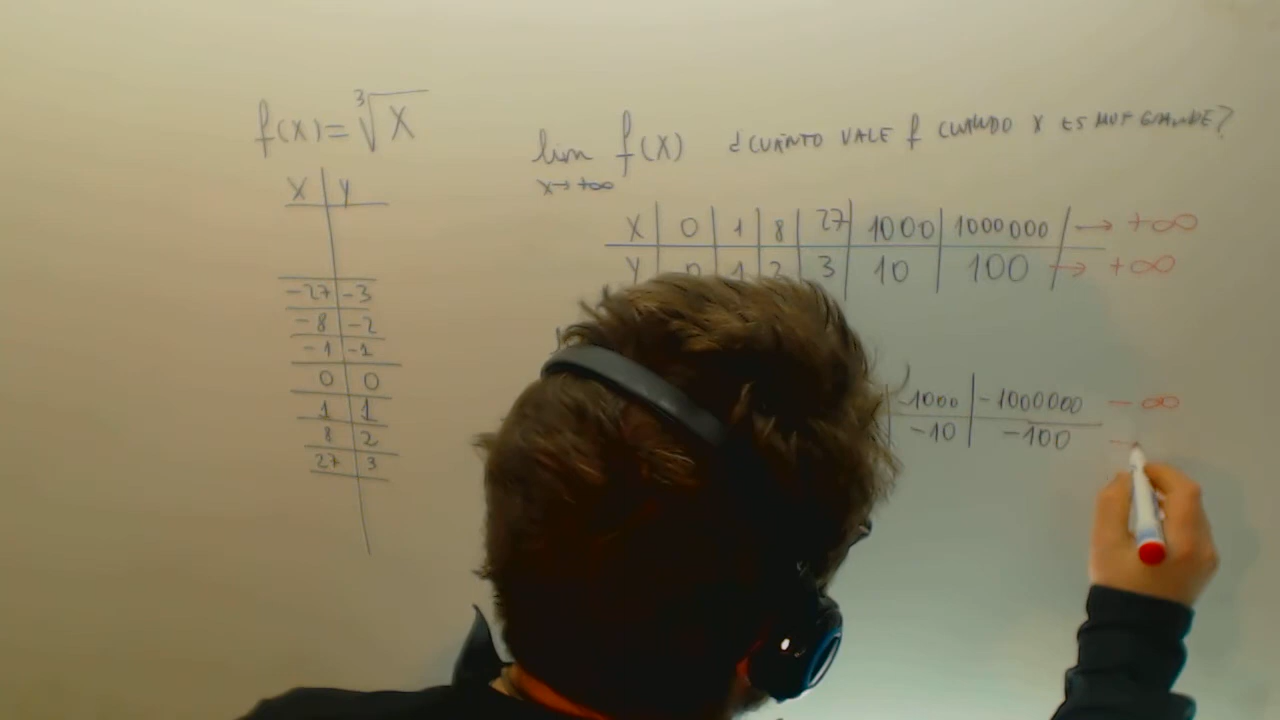 f(x)=∛x
lim f(x) ¿CUÁNTO VALE f CUANDO X ES MUY GRANDE?
x→+∞
X | Y
-27 | -3
-8 | -2
-1 | -1
0 | 0
1 | 1
8 | 2
27 | 3
X | 0 | 1 | 8 | 27 | 1000 | 1000000 | → +∞
Y | 0 | 1 | 2 | 3 | 10 | 100 | → +∞
-1000 | -1000000 -∞
-10 | -100 -